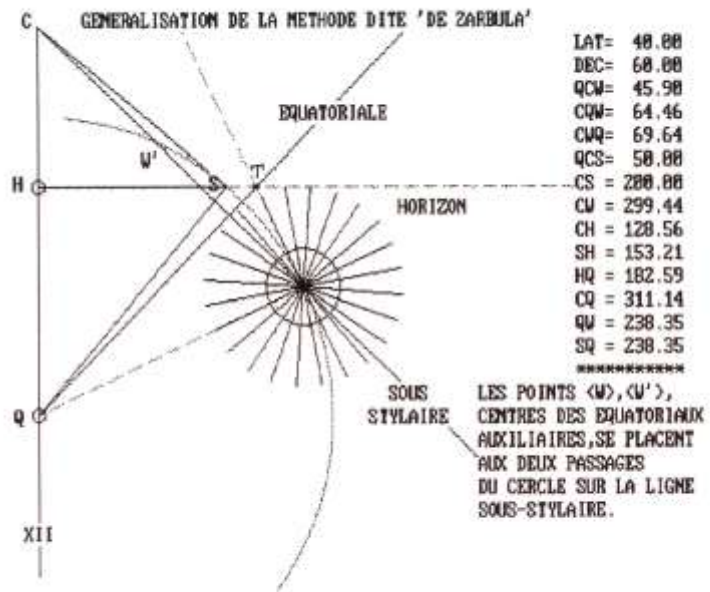 C
GEMERALISATION DE LA METHODE DITE 'DE ZARBULA'
LAT= 40.00
DEC= 60.00
QCW= 45.90
CQW= 64.46
CWQ= 69.64
QCS= 50.00
CS = 200.00
CW = 299.44
CH = 128.56
SH = 153.21
HQ = 182.59
CQ = 311.14
QW = 238.35
SQ = 238.35
***********
EQUATORIALE
W'
H
S
T
HORIZON
Q
SOUS
STYLAIRE
LES POINTS <W>,<W'>,
CENTRES DES EQUATORIAUX
AUXILIAIRES,SE PLACENT
AUX DEUX PASSAGES
DU CERCLE SUR LA LIGNE
SOUS-STYLAIRE.
XII